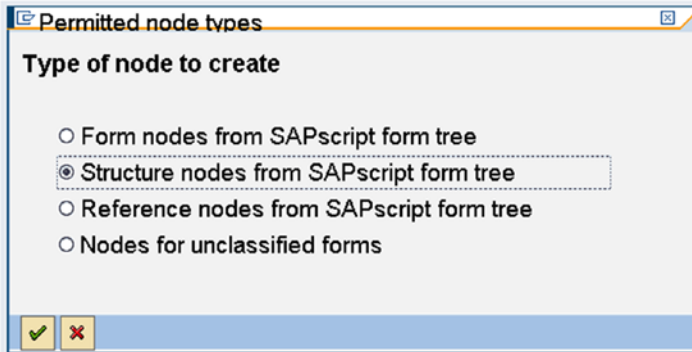 Permitted node types
Type of node to create
Form nodes from SAPscript form tree
Structure nodes from SAPscript form tree
Reference nodes from SAPscript form tree
Nodes for unclassified forms